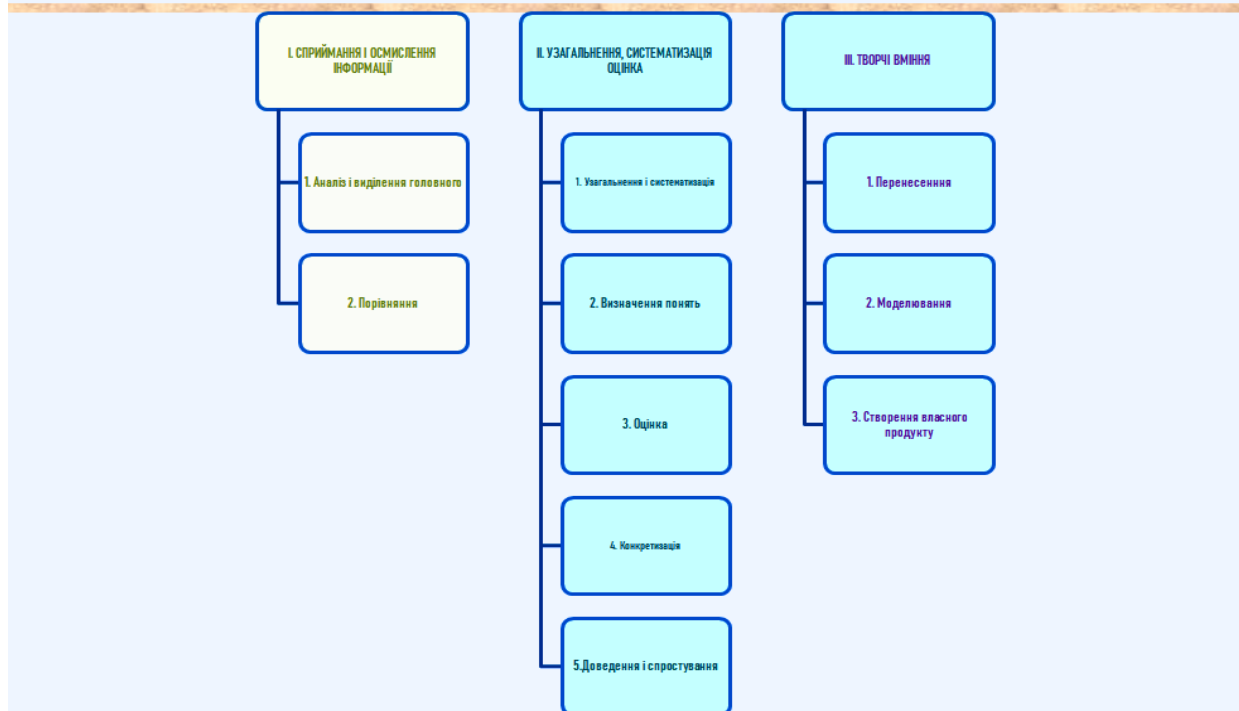 І. СПРИЙМАННЯ І ОСМИСЛЕННЯ
ІНФОРМАЦІЇ
1. Аналіз і виділення головного
2. Порівняння
ІІ. УЗАГАЛЬНЕННЯ, СИСТЕМАТИЗАЦІЯ
ОЦІНКА
1. Узагальнення і систематизація
2. Визначення понять
3. Оцінка
4. Конкретизація
5.Доведення і спростування
ІІІ. ТВОРЧІ ВМІННЯ
1. Перенесенння
2. Моделювання
3. Створення власного
продукту